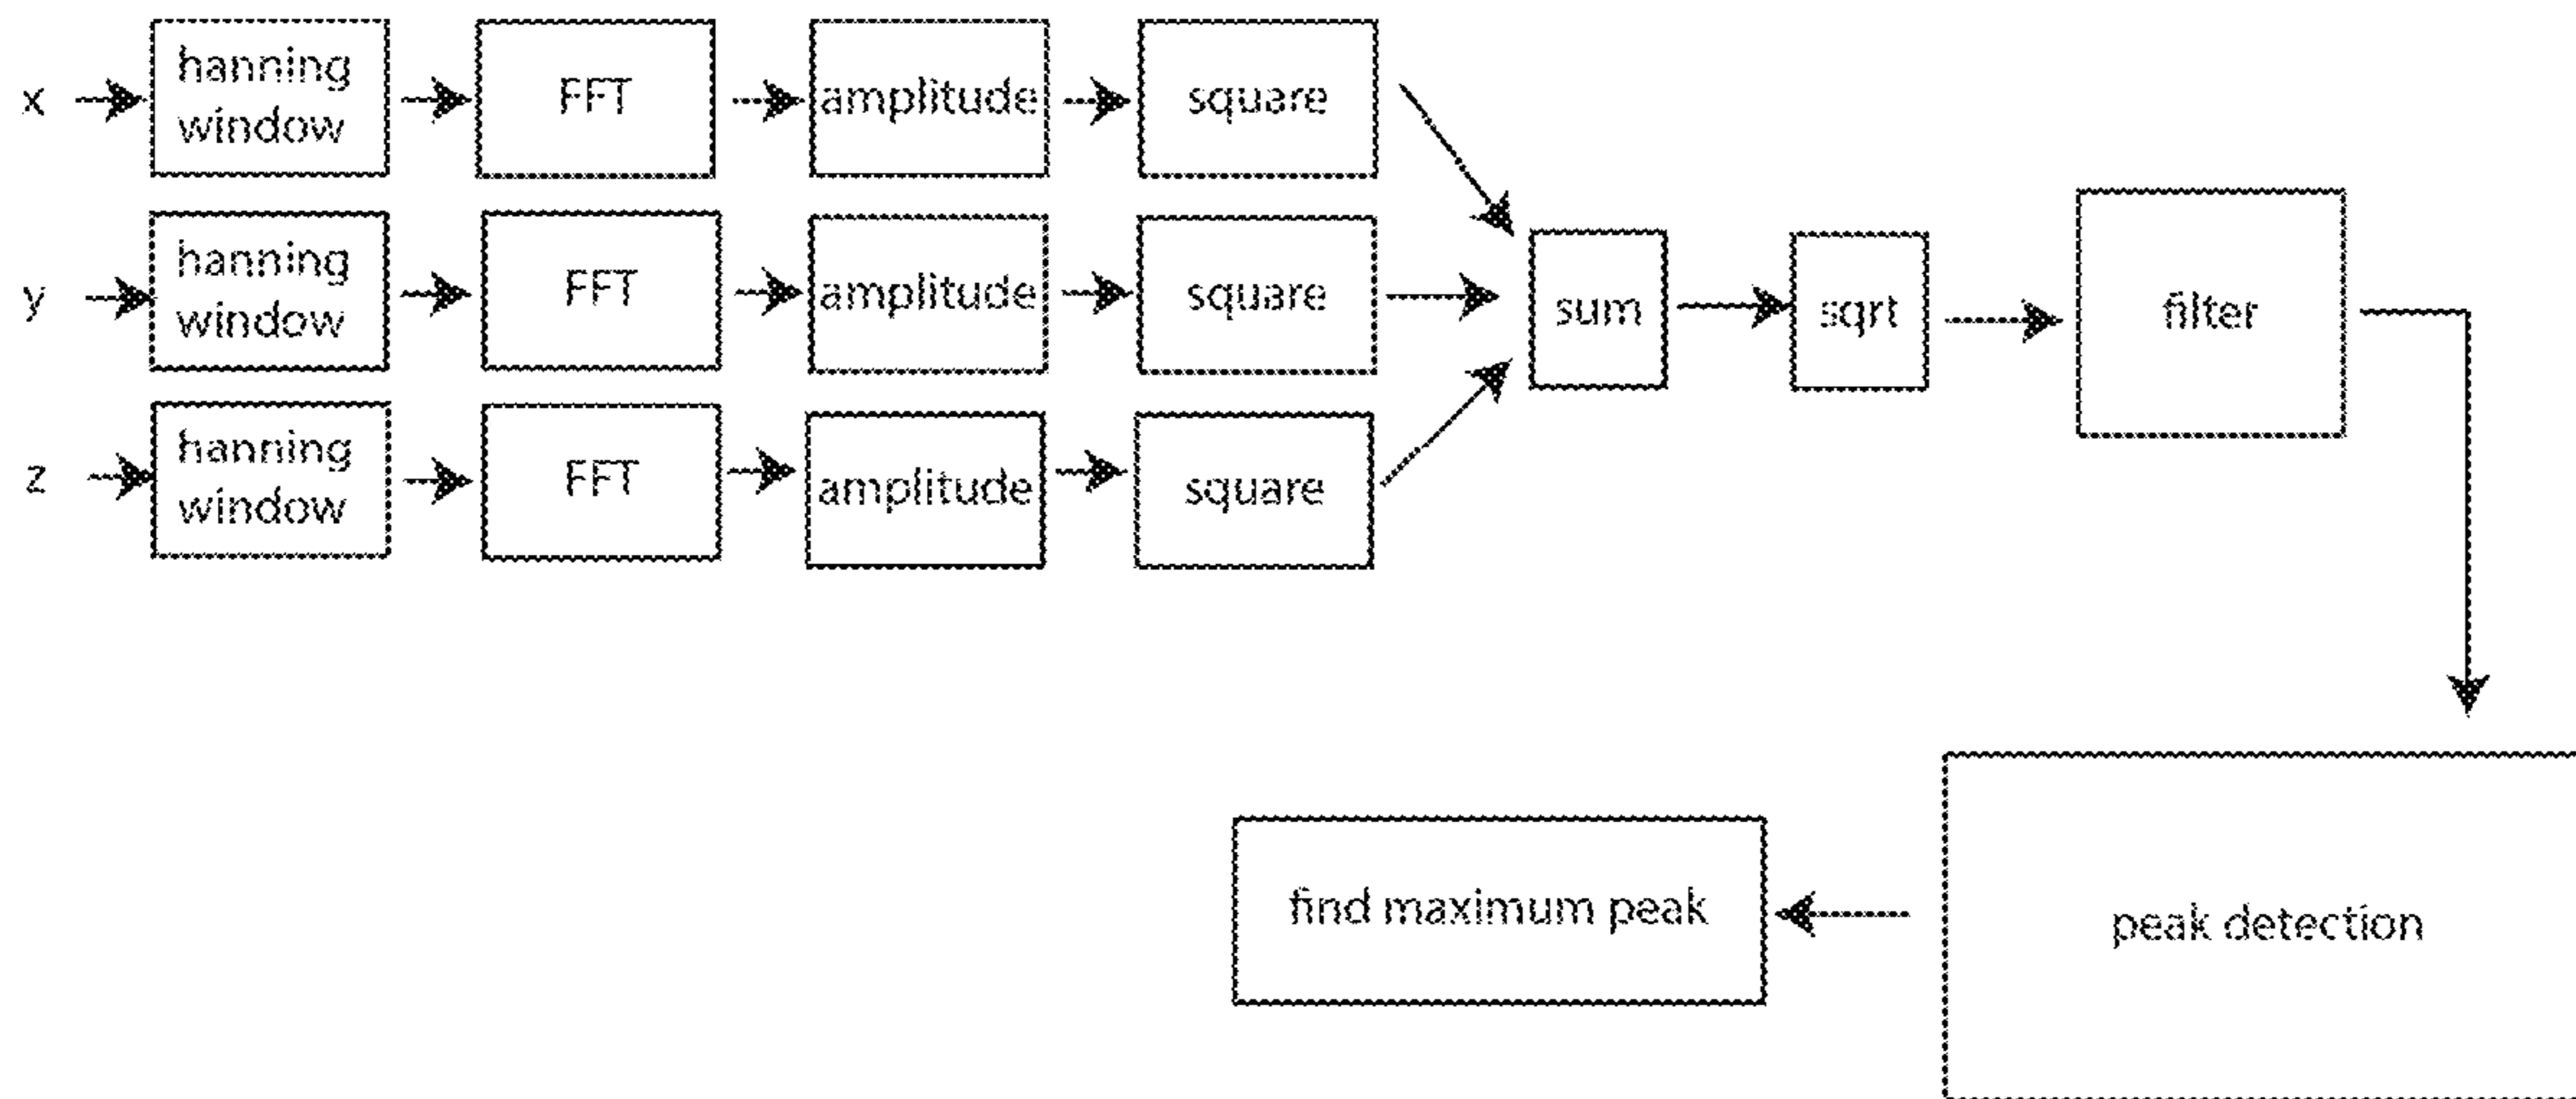 x
hanning
window
FFT
amplitude
square
y
hanning
window
FFT
amplitude
square
z
hanning
window
FFT
amplitude
square
sum
sqrt
filter
find maximum peak
peak detection